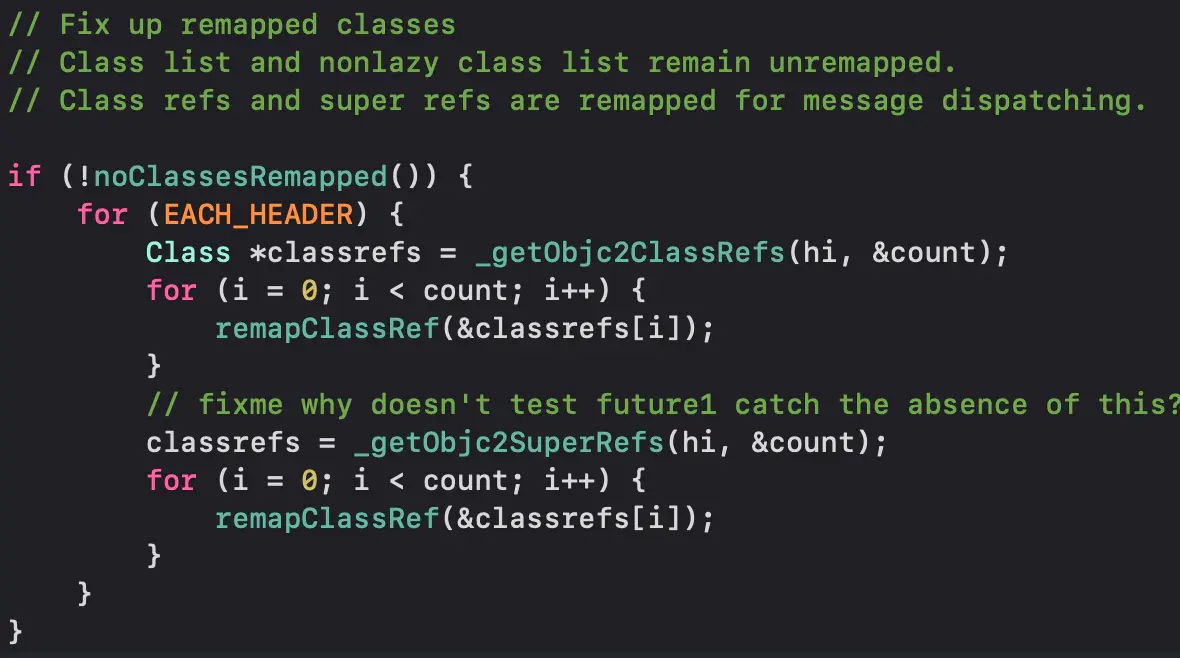 // Fix up remapped classes
// Class list and nonlazy class list remain unremapped.
// Class refs and super refs are remapped for message dispatching.
if (!noClassesRemapped()) {
for (EACH_HEADER) {
Class *classrefs = _getObjc2ClassRefs(hi, &count);
for (i = 0; i < count; i++) {
remapClassRef(&classrefs[i]);
}
// fixme why doesn't test future1 catch the absence of this?
classrefs = _getObjc2SuperRefs(hi, &count);
for (i = 0; i < count; i++) {
remapClassRef(&classrefs[i]);
}
}
}